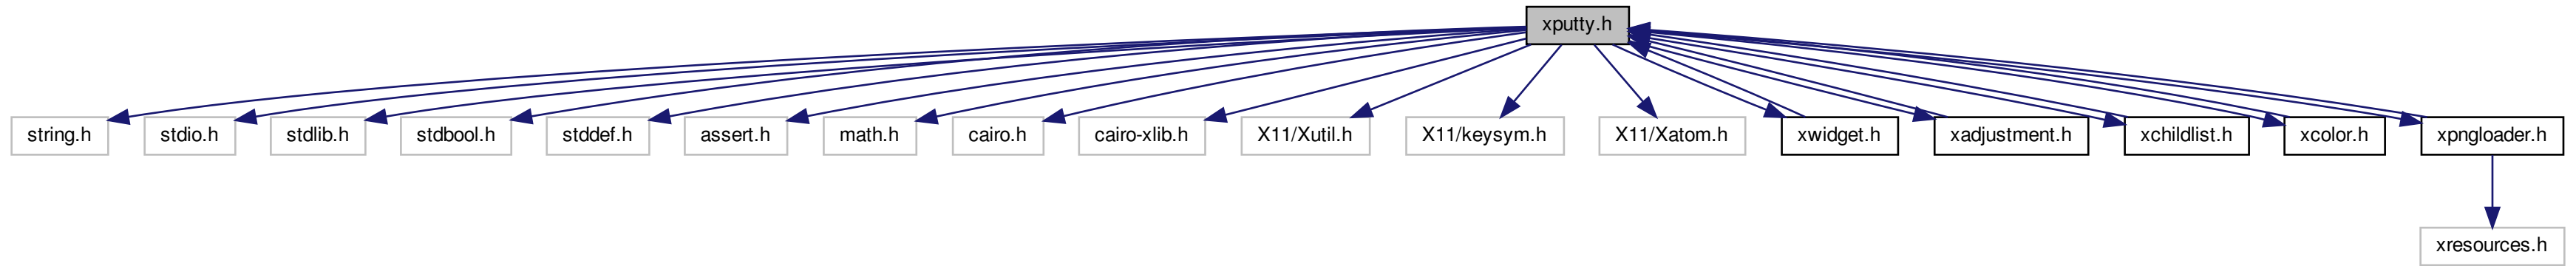 xputty.h
string.h
stdio.h
stdlib.h
stdbool.h
stddef.h
assert.h
math.h
cairo.h
cairo-xlib.h
X11/Xutil.h
X11/keysym.h
X11/Xatom.h
xwidget.h
xadjustment.h
xchildlist.h
xcolor.h
xpngloader.h
xresources.h